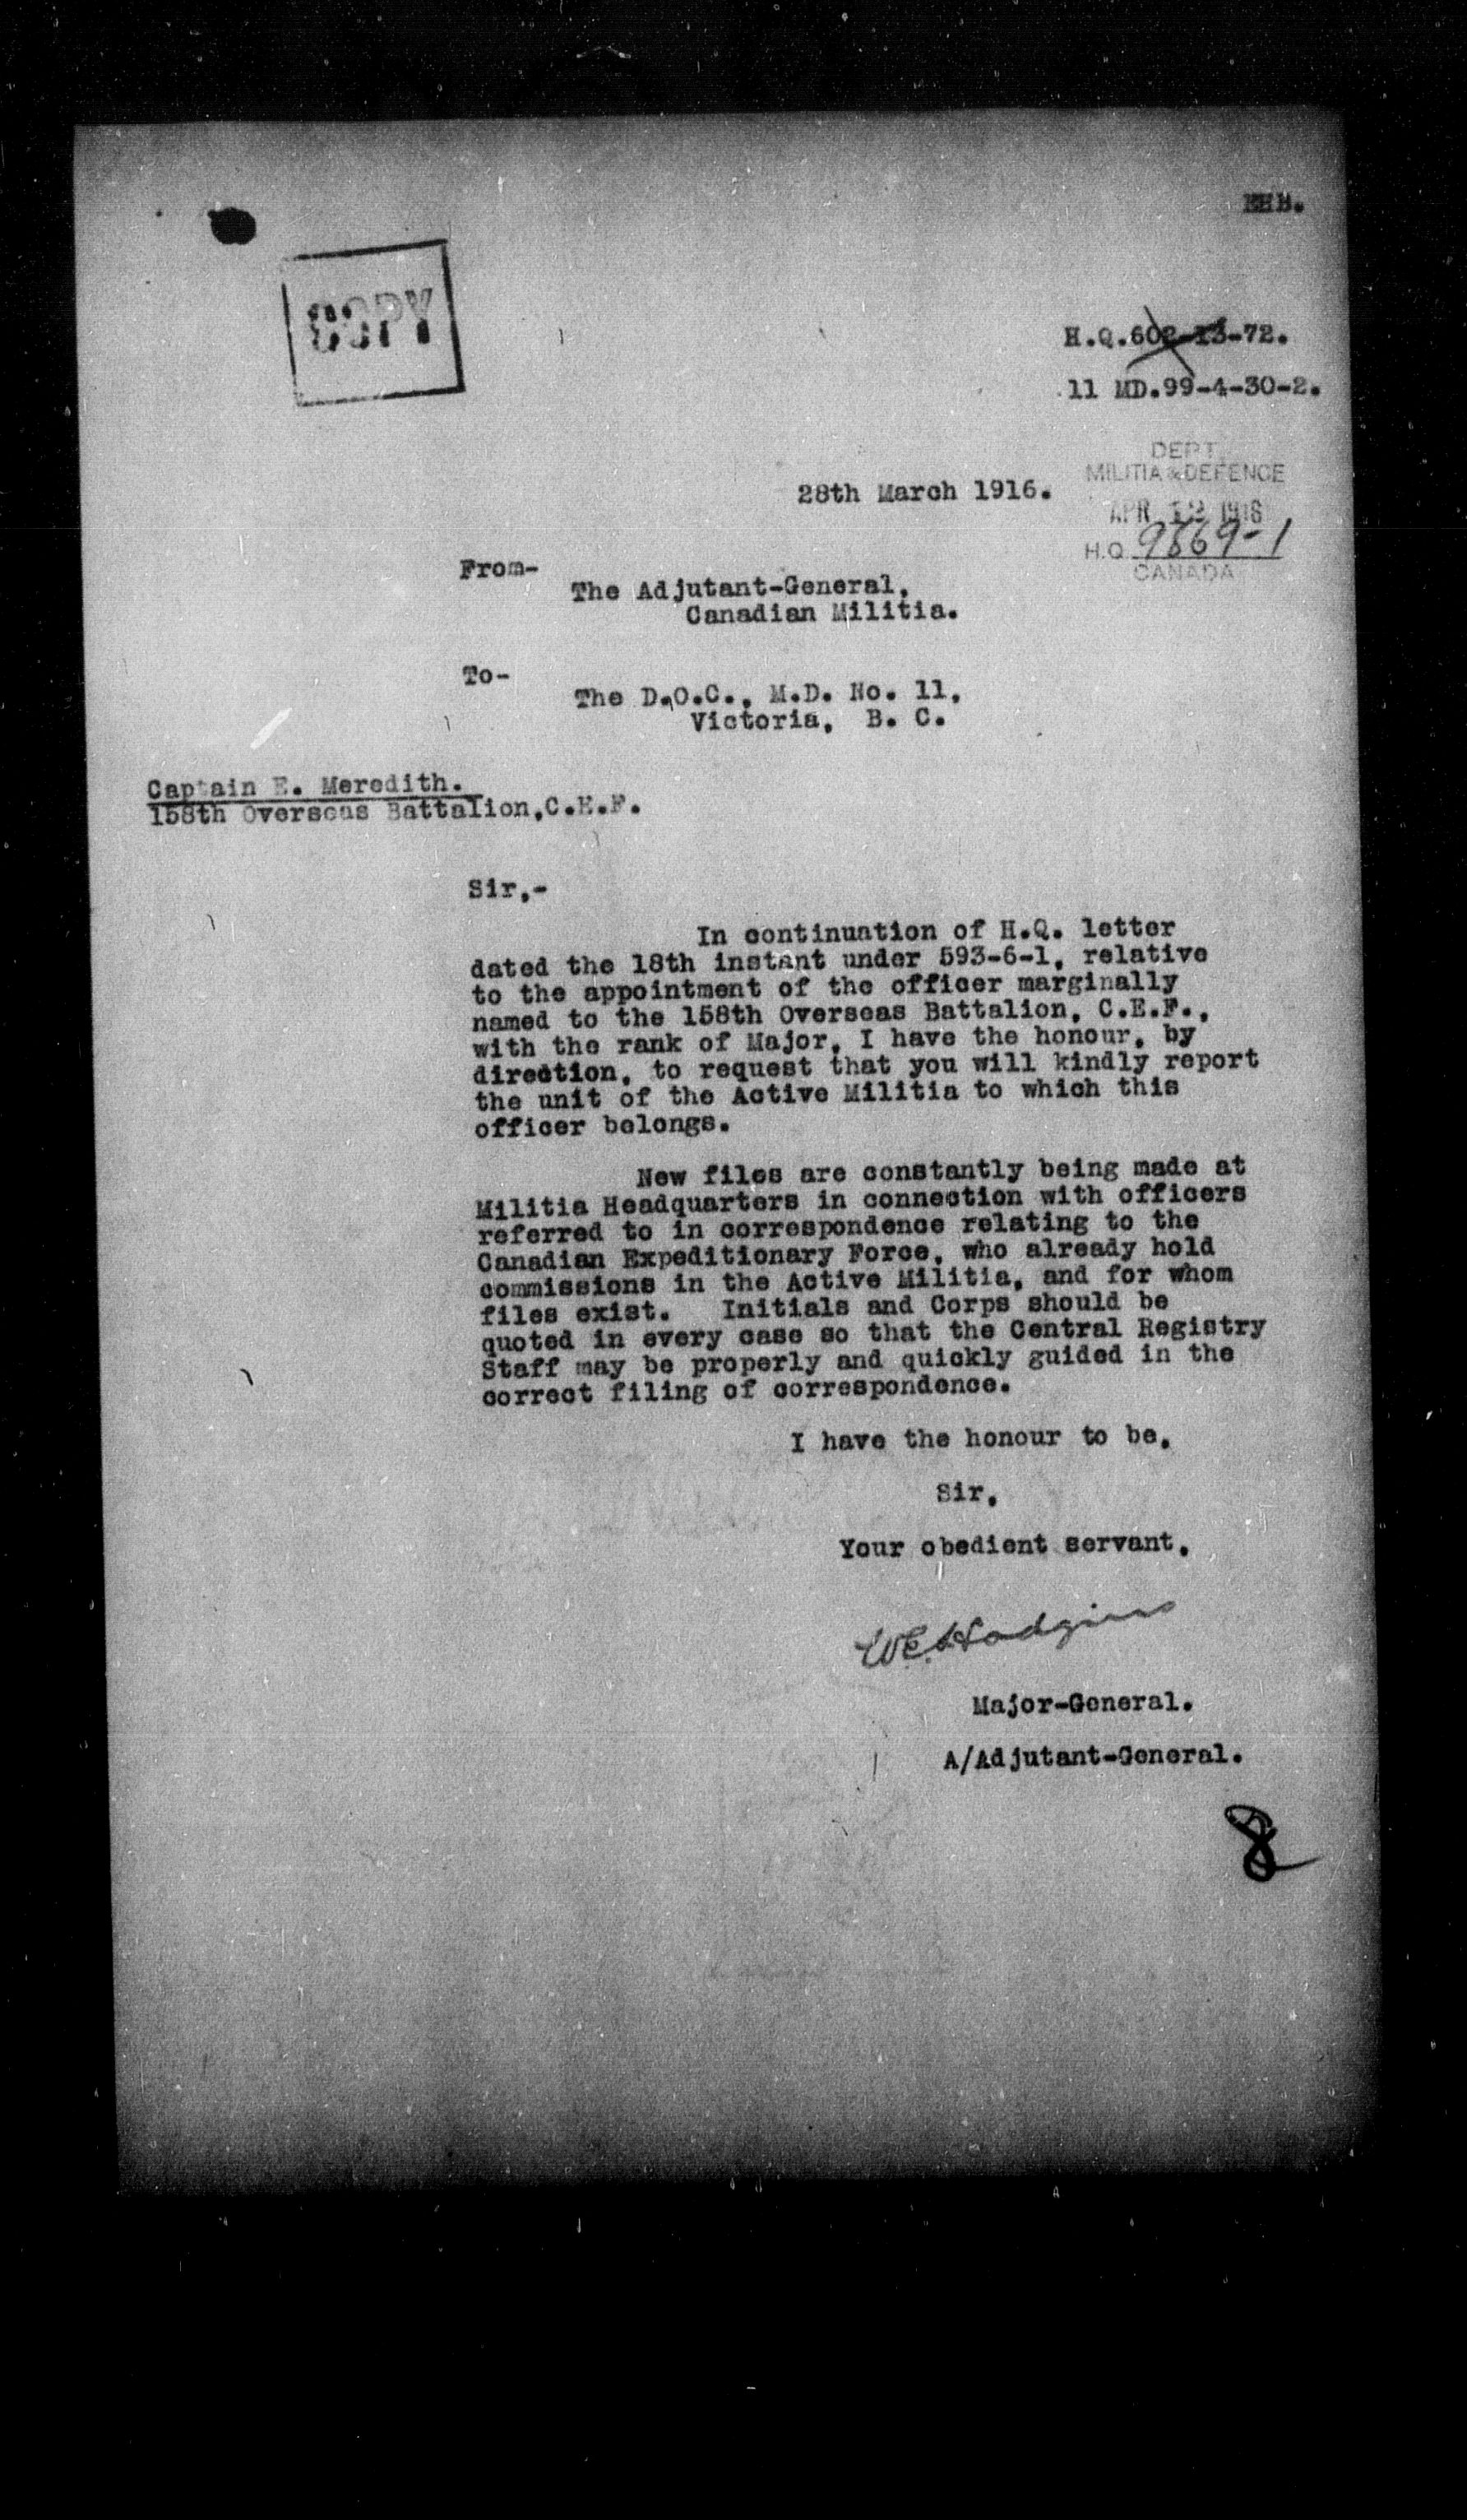 EHB.
COPY
H.Q.602-13-72.
11 MD.99-4-30-2.
DEPT.
MILITIA & DEFENCE
28th March 1916.
APR 12 1916
H.Q. 9869-1
CANADA
From-
The Adjutant-General,
Canadian Militia.
To-
The D.O.C., M.D. No. 11,
Victoria, B. C.
Captain E. Meredith.
158th Overseas Battalion,C.E.F.
Sir,-
In continuation of H.Q. letter
dated the 18th instant under 593-6-1, relative
to the appointment of the officer marginally
named to the 158th Overseas Battalion, C.E.F.,
with the rank of Major, I have the honour, by
direction, to request that you will kindly report
the unit of the Active Militia to which this
officer belongs.
New files are constantly being made at
Militia Headquarters in connection with officers
referred to in correspondence relating to the
Canadian Expeditionary Force, who already hold
commissions in the Active Militia, and for whom
files exist. Initials and Corps should be
quoted in every case so that the Central Registry
Staff may be properly and quickly guided in the
correct filing of correspondence.
I have the honour to be,
Sir,
Your obedient servant,
W.E. Hodgins
Major-General.
A/Adjutant-General.
8